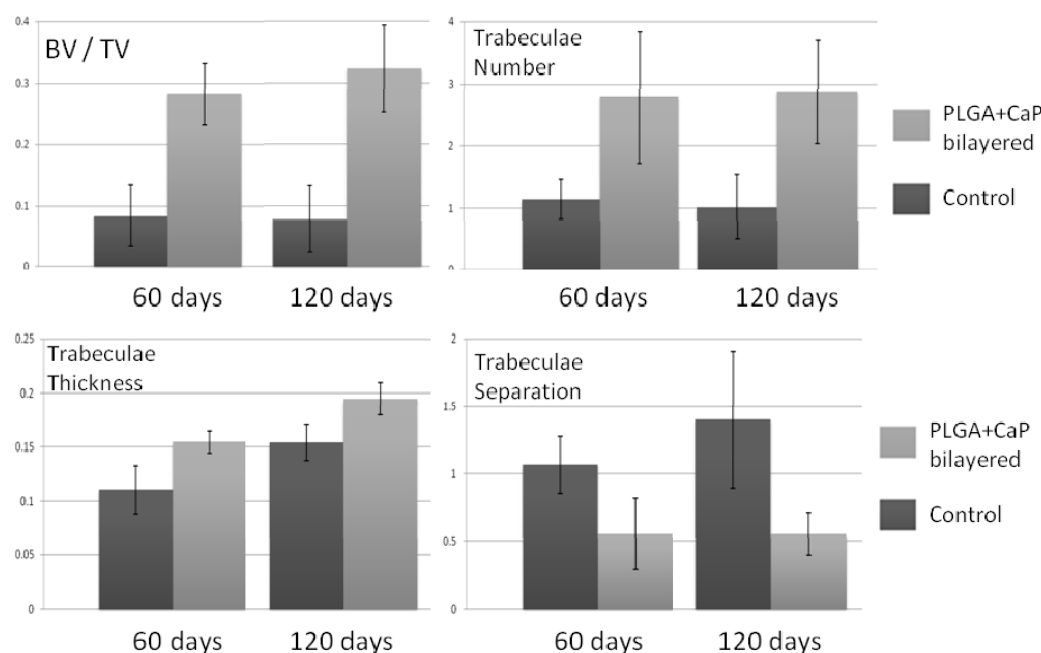 BV / TV
0.4
0.3
0.2
0.1
0
60 days
120 days
Trabeculae
Number
4
3
2
1
0
60 days
120 days
PLGA+CaP
bilayered
Control
Trabeculae
Thickness
0.25
0.2
0.15
0.1
0.05
0
60 days
120 days
Trabeculae
Separation
2
1.5
1
0.5
0
60 days
120 days
PLGA+CaP
bilayered
Control